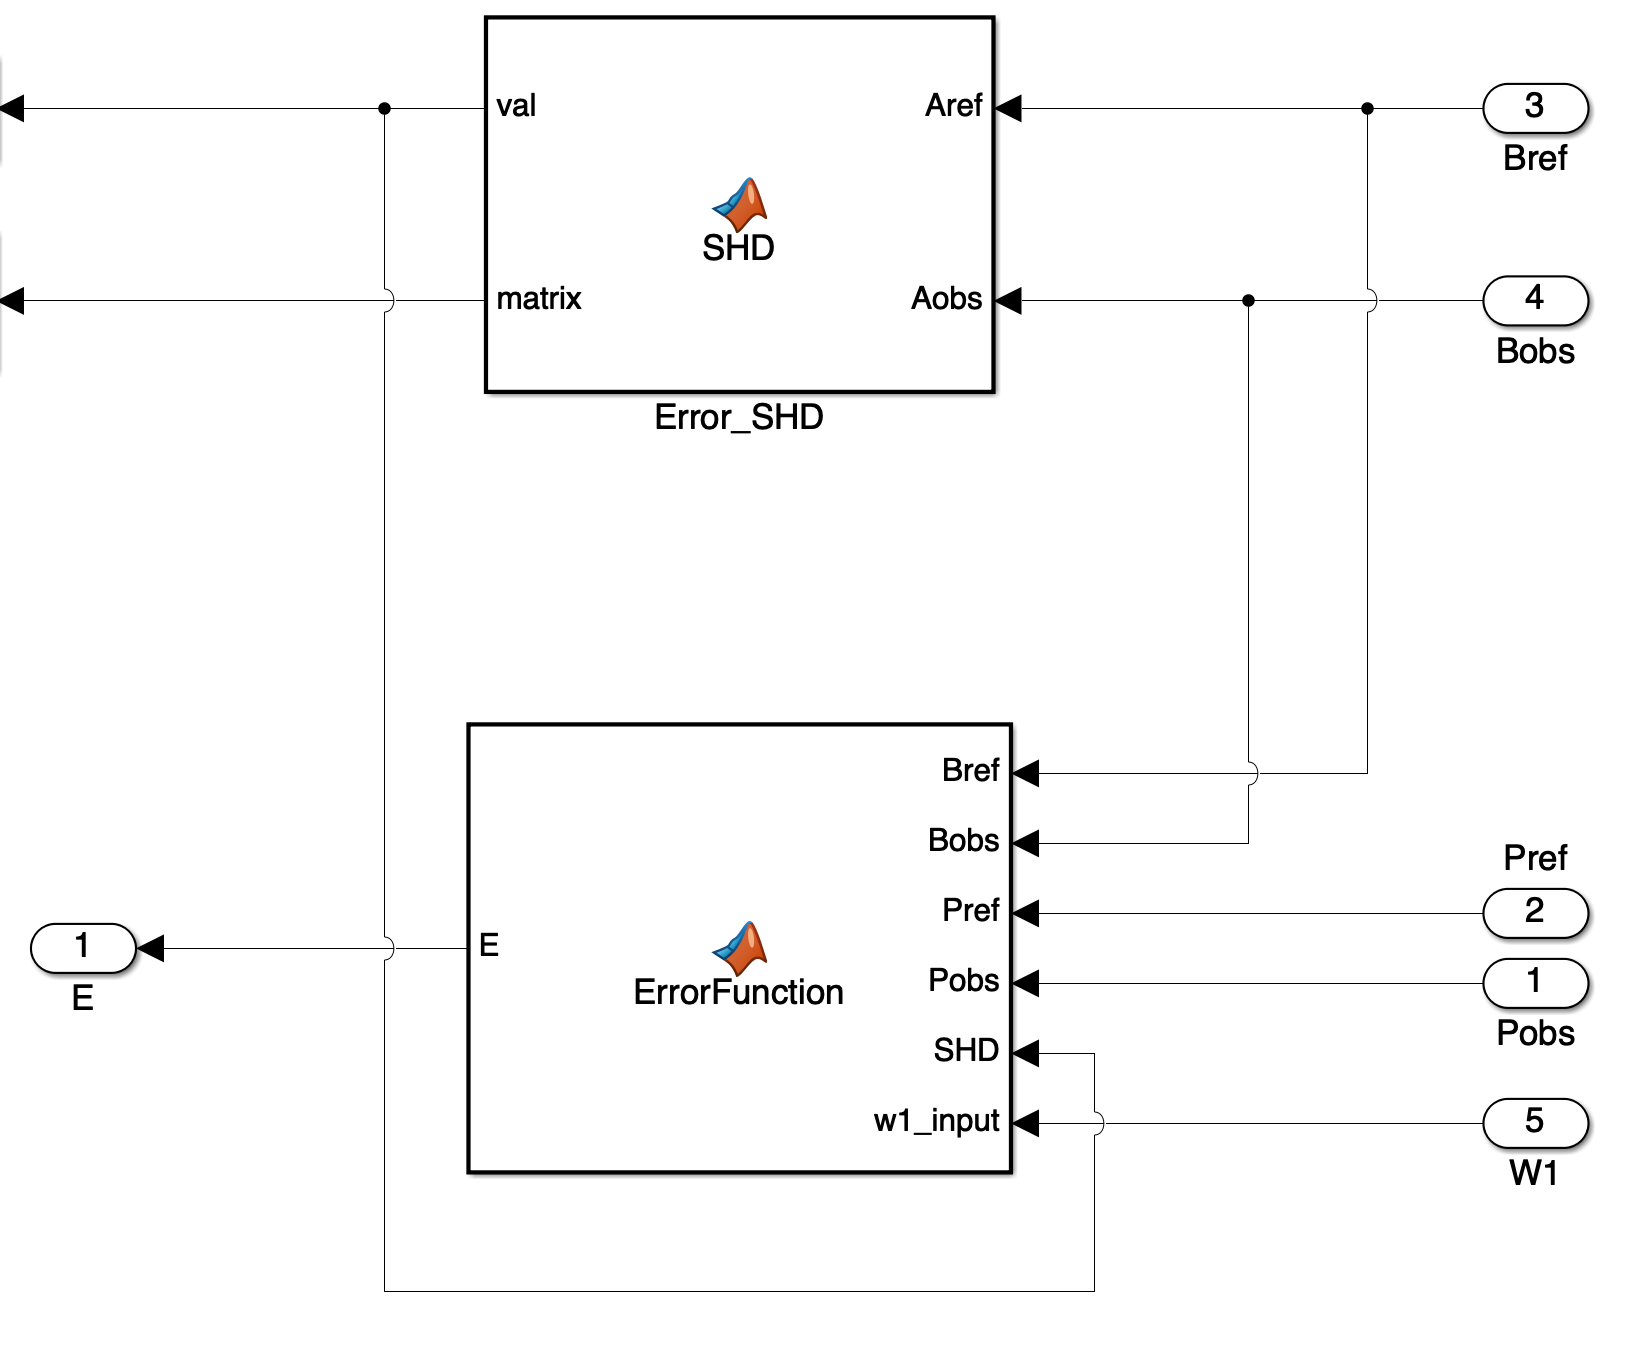 val
Aref
3
Bref
SHD
matrix
Aobs
4
Bobs
Error_SHD
Bref
Bobs
Pref
Pref
2
E
1
E
ErrorFunction
Pobs
1
Pobs
SHD
w1_input
5
W1